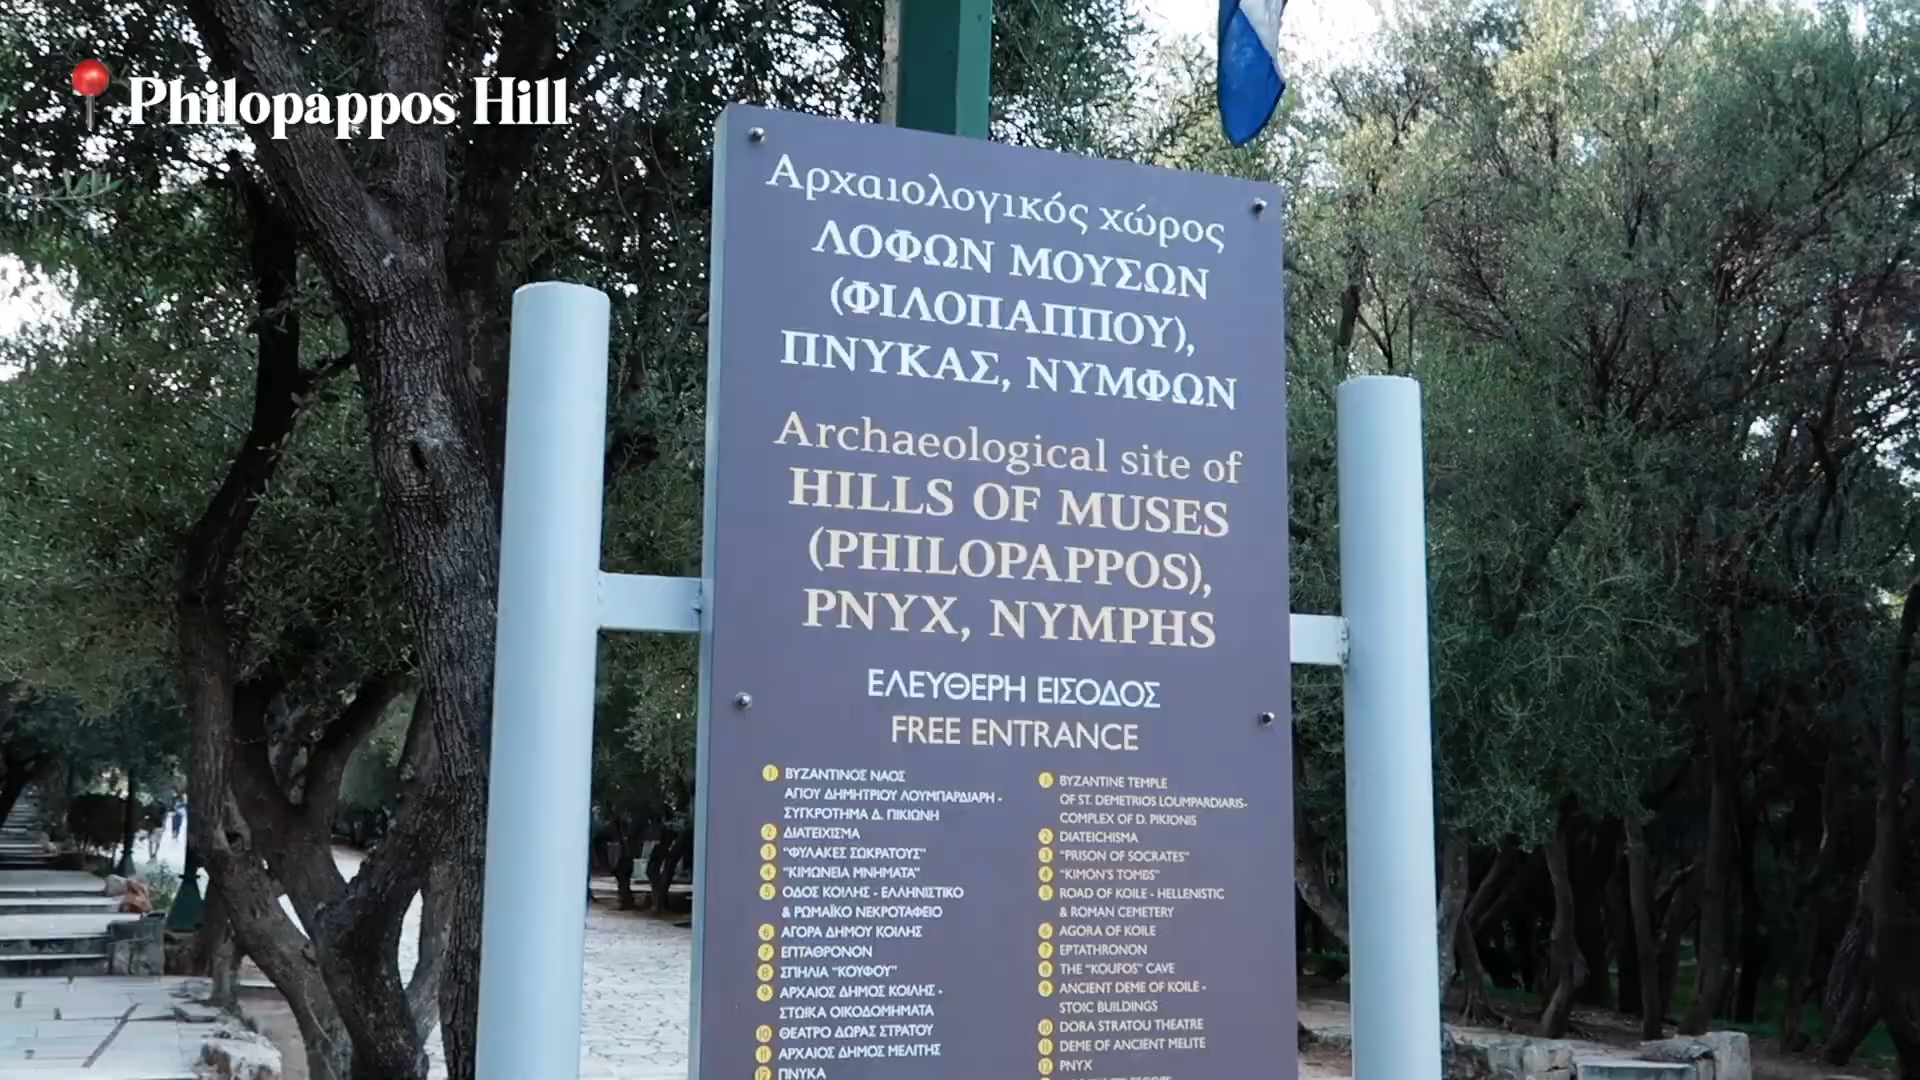 Philopappos Hill
Αρχαιολογικός χώρος
ΛΟΦΩΝ ΜΟΥΣΩΝ
(ΦΙΛΟΠΑΠΠΟΥ),
ΠΝΥΚΑΣ, ΝΥΜΦΩΝ
Archaeological site of
HILLS OF MUSES
(PHILOPAPPOS),
PNYX, NYMPHS
ΕΛΕΥΘΕΡΗ ΕΙΣΟΔΟΣ
FREE ENTRANCE
1 ΒΥΖΑΝΤΙΝΟΣ ΝΑΟΣ
ΑΓΙΟΥ ΔΗΜΗΤΡΙΟΥ ΛΟΥΜΠΑΡΔΙΑΡΗ -
ΣΥΓΚΡΟΤΗΜΑ Δ. ΠΙΚΙΩΝΗ
2 ΔΙΑΤΕΙΧΙΣΜΑ
3 "ΦΥΛΑΚΕΣ ΣΩΚΡΑΤΟΥΣ"
4 "ΚΙΜΩΝΕΙΑ ΜΝΗΜΑΤΑ"
5 ΟΔΟΣ ΚΟΙΛΗΣ - ΕΛΛΗΝΙΣΤΙΚΟ
& ΡΩΜΑΪΚΟ ΝΕΚΡΟΤΑΦΕΙΟ
6 ΑΓΟΡΑ ΔΗΜΟΥ ΚΟΙΛΗΣ
7 ΕΠΤΑΘΡΟΝΟΝ
8 ΣΠΗΛΙΑ "ΚΟΥΦΟΥ"
9 ΑΡΧΑΙΟΣ ΔΗΜΟΣ ΚΟΙΛΗΣ -
ΣΤΩΙΚΑ ΟΙΚΟΔΟΜΗΜΑΤΑ
10 ΘΕΑΤΡΟ ΔΩΡΑΣ ΣΤΡΑΤΟΥ
11 ΑΡΧΑΙΟΣ ΔΗΜΟΣ ΜΕΛΙΤΗΣ
12 ΠΝΥΚΑ
1 BYZANTINE TEMPLE
OF ST. DEMETRIOS LOUMPARDIARIS-
COMPLEX OF D. PIKIONIS
2 DIATEICHISMA
3 "PRISON OF SOCRATES"
4 "KIMON'S TOMBS"
5 ROAD OF KOILE - HELLENISTIC
& ROMAN CEMETERY
6 AGORA OF KOILE
7 EPTATHRONON
8 THE "KOUFOS" CAVE
9 ANCIENT DEME OF KOILE -
STOIC BUILDINGS
10 DORA STRATOU THEATRE
11 DEME OF ANCIENT MELITE
12 PNYX